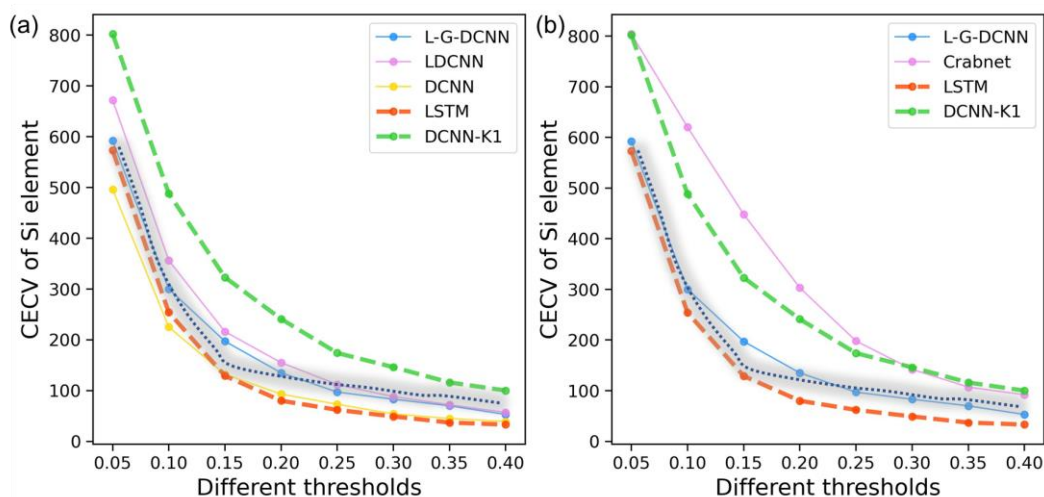 (a)
CECV of Si element
800
700
600
500
400
300
200
100
0
L-G-DCNN
LDCNN
DCNN
LSTM
DCNN-K1
0.05 0.10 0.15 0.20 0.25 0.30 0.35 0.40
Different thresholds
(b)
CECV of Si element
800
700
600
500
400
300
200
100
0
L-G-DCNN
Crabnet
LSTM
DCNN-K1
0.05 0.10 0.15 0.20 0.25 0.30 0.35 0.40
Different thresholds